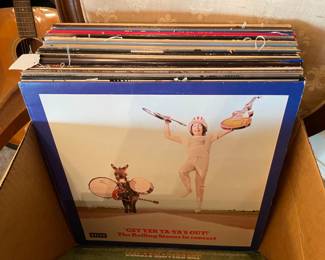 'GET YER YA-YA'S OUT!'
The Rolling Stones in concert
DECCA